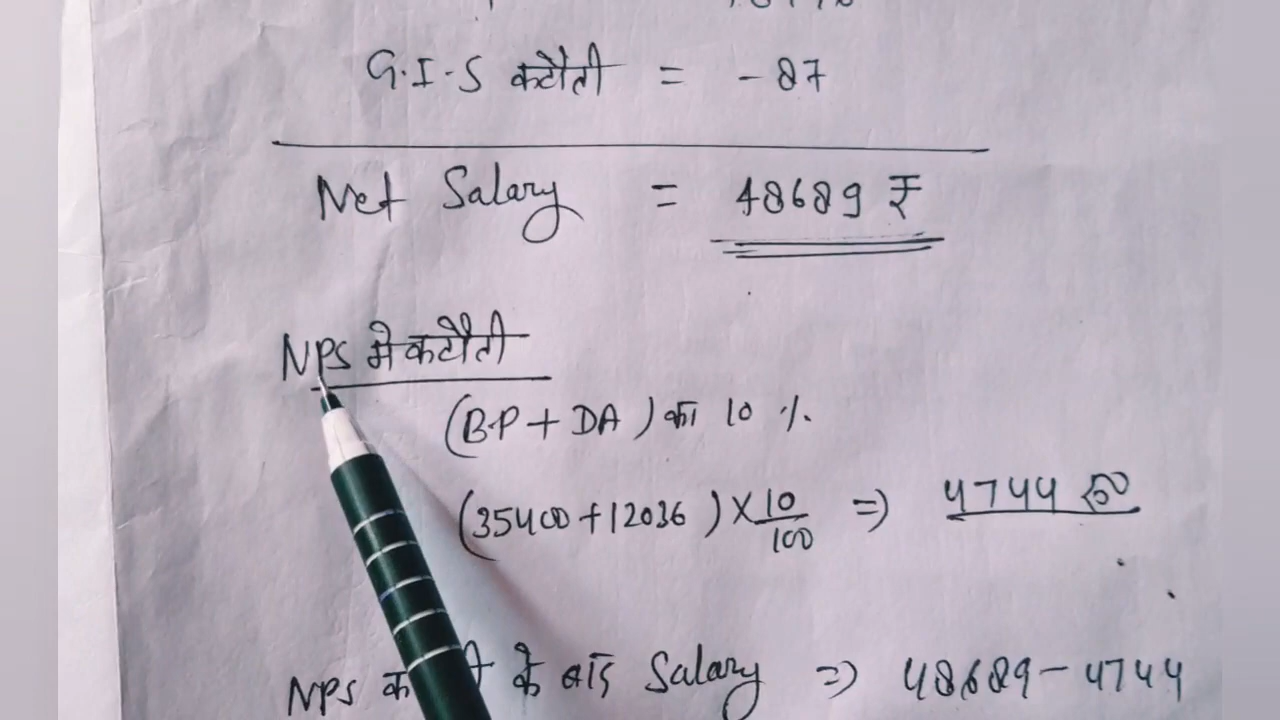 G.I.S कटौती = - 87
Net Salary = 48689 ₹
NPS मे कटौती
(B.P + DA) का 10 %
(35400 + 12036) × 10/100 => 4744 रू
NPS के बाद Salary => 48689 - 4744